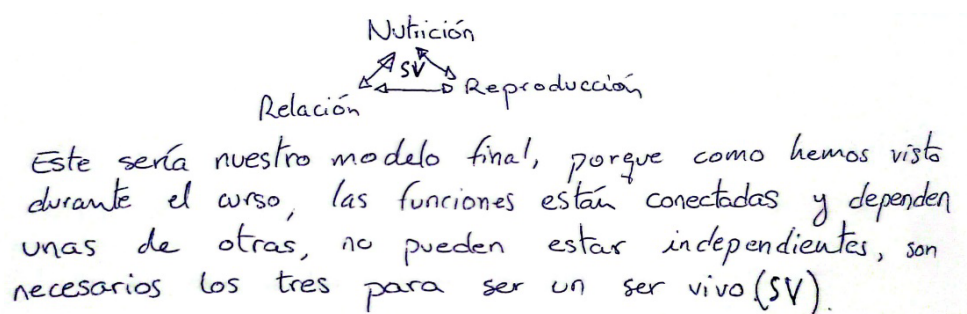 Nutrición
SV
Reproducción
Relación
Este sería nuestro modelo final, porque como hemos visto
durante el curso, las funciones están conectadas y dependen
unas de otras, no pueden estar independientes, son
necesarios los tres para ser un ser vivo (SV).